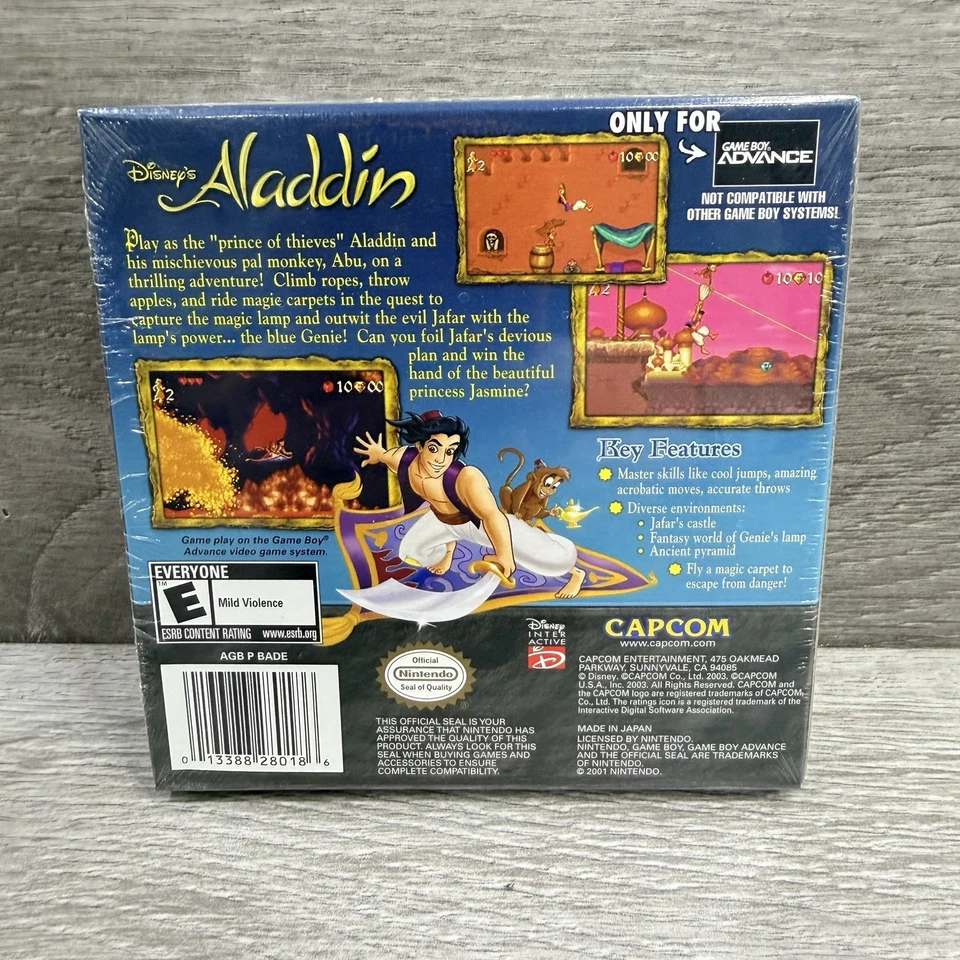 ONLY FOR
GAME BOY ADVANCE
NOT COMPATIBLE WITH
OTHER GAME BOY SYSTEMS!
DISNEY'S Aladdin
Play as the "prince of thieves" Aladdin and
his mischievous pal monkey, Abu, on a
thrilling adventure! Climb ropes, throw
apples, and ride magic carpets in the quest to
capture the magic lamp and outwit the evil Jafar with the
lamp's power... the blue Genie! Can you foil Jafar's devious
plan and win the
hand of the beautiful
princess Jasmine?
2 10 00
2 10 10
2 10 00
Game play on the Game Boy®
Advance video game system.
Key Features
Master skills like cool jumps, amazing
acrobatic moves, accurate throws
Diverse environments:
• Jafar's castle
• Fantasy world of Genie's lamp
• Ancient pyramid
Fly a magic carpet to
escape from danger!
EVERYONE
E™
Mild Violence
ESRB CONTENT RATING www.esrb.org
AGB P BADE
0 13388 28018 6
Official
Nintendo
Seal of Quality
®
THIS OFFICIAL SEAL IS YOUR
ASSURANCE THAT NINTENDO HAS
APPROVED THE QUALITY OF THIS
PRODUCT. ALWAYS LOOK FOR THIS
SEAL WHEN BUYING GAMES AND
ACCESSORIES TO ENSURE
COMPLETE COMPATIBILITY.
DISNEY
INTER
ACTIVE
CAPCOM
www.capcom.com
CAPCOM ENTERTAINMENT, 475 OAKMEAD
PARKWAY, SUNNYVALE, CA 94085
© Disney. ©CAPCOM Co., Ltd. 2003. ©CAPCOM
U.S.A., Inc. 2003. All Rights Reserved. CAPCOM and
the CAPCOM logo are registered trademarks of CAPCOM
Co., Ltd. The ratings icon is a registered trademark of the
Interactive Digital Software Association.
MADE IN JAPAN
LICENSED BY NINTENDO.
NINTENDO, GAME BOY, GAME BOY ADVANCE
AND THE OFFICIAL SEAL ARE TRADEMARKS
OF NINTENDO.
© 2001 NINTENDO.